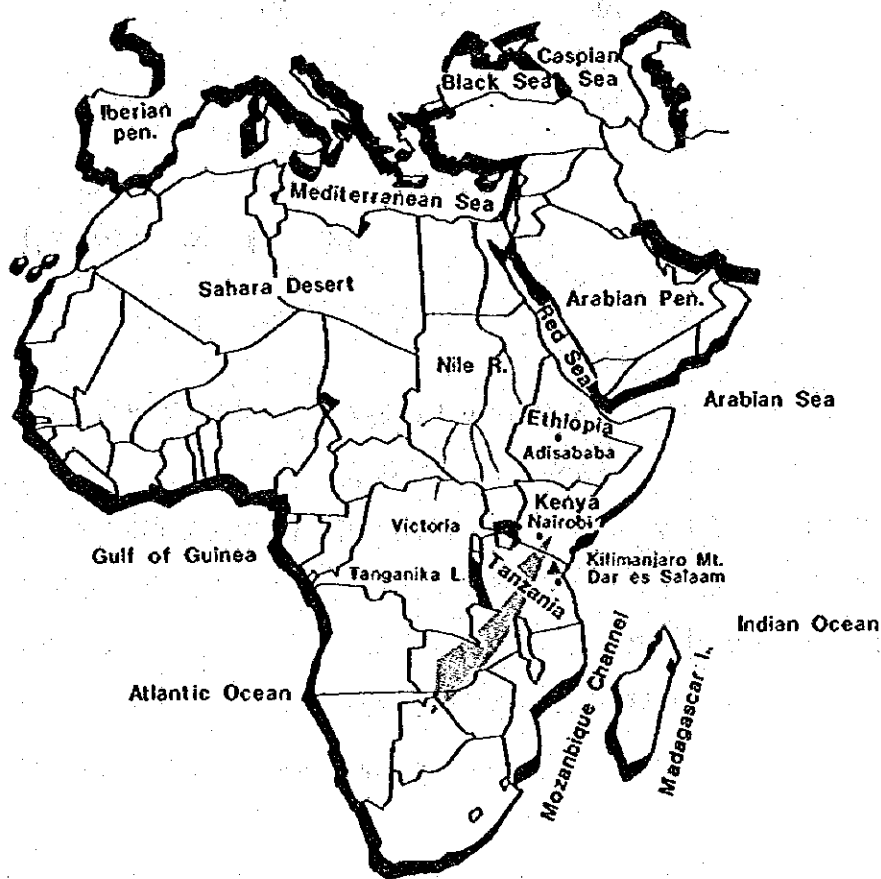 Caspian
Sea
Black Sea
Iberian
pen.
Mediterranean Sea
Sahara Desert
Arabian Pen.
Red Sea
Nile R.
Arabian Sea
Ethiopia
Adisababa
Kenya
Nairobi
Victoria
Gulf of Guinea
Kilimanjaro Mt.
Dar es Salaam
Tanganika L.
Tanzania
Indian Ocean
Atlantic Ocean
Mozanbique Channel
Madagascar I.